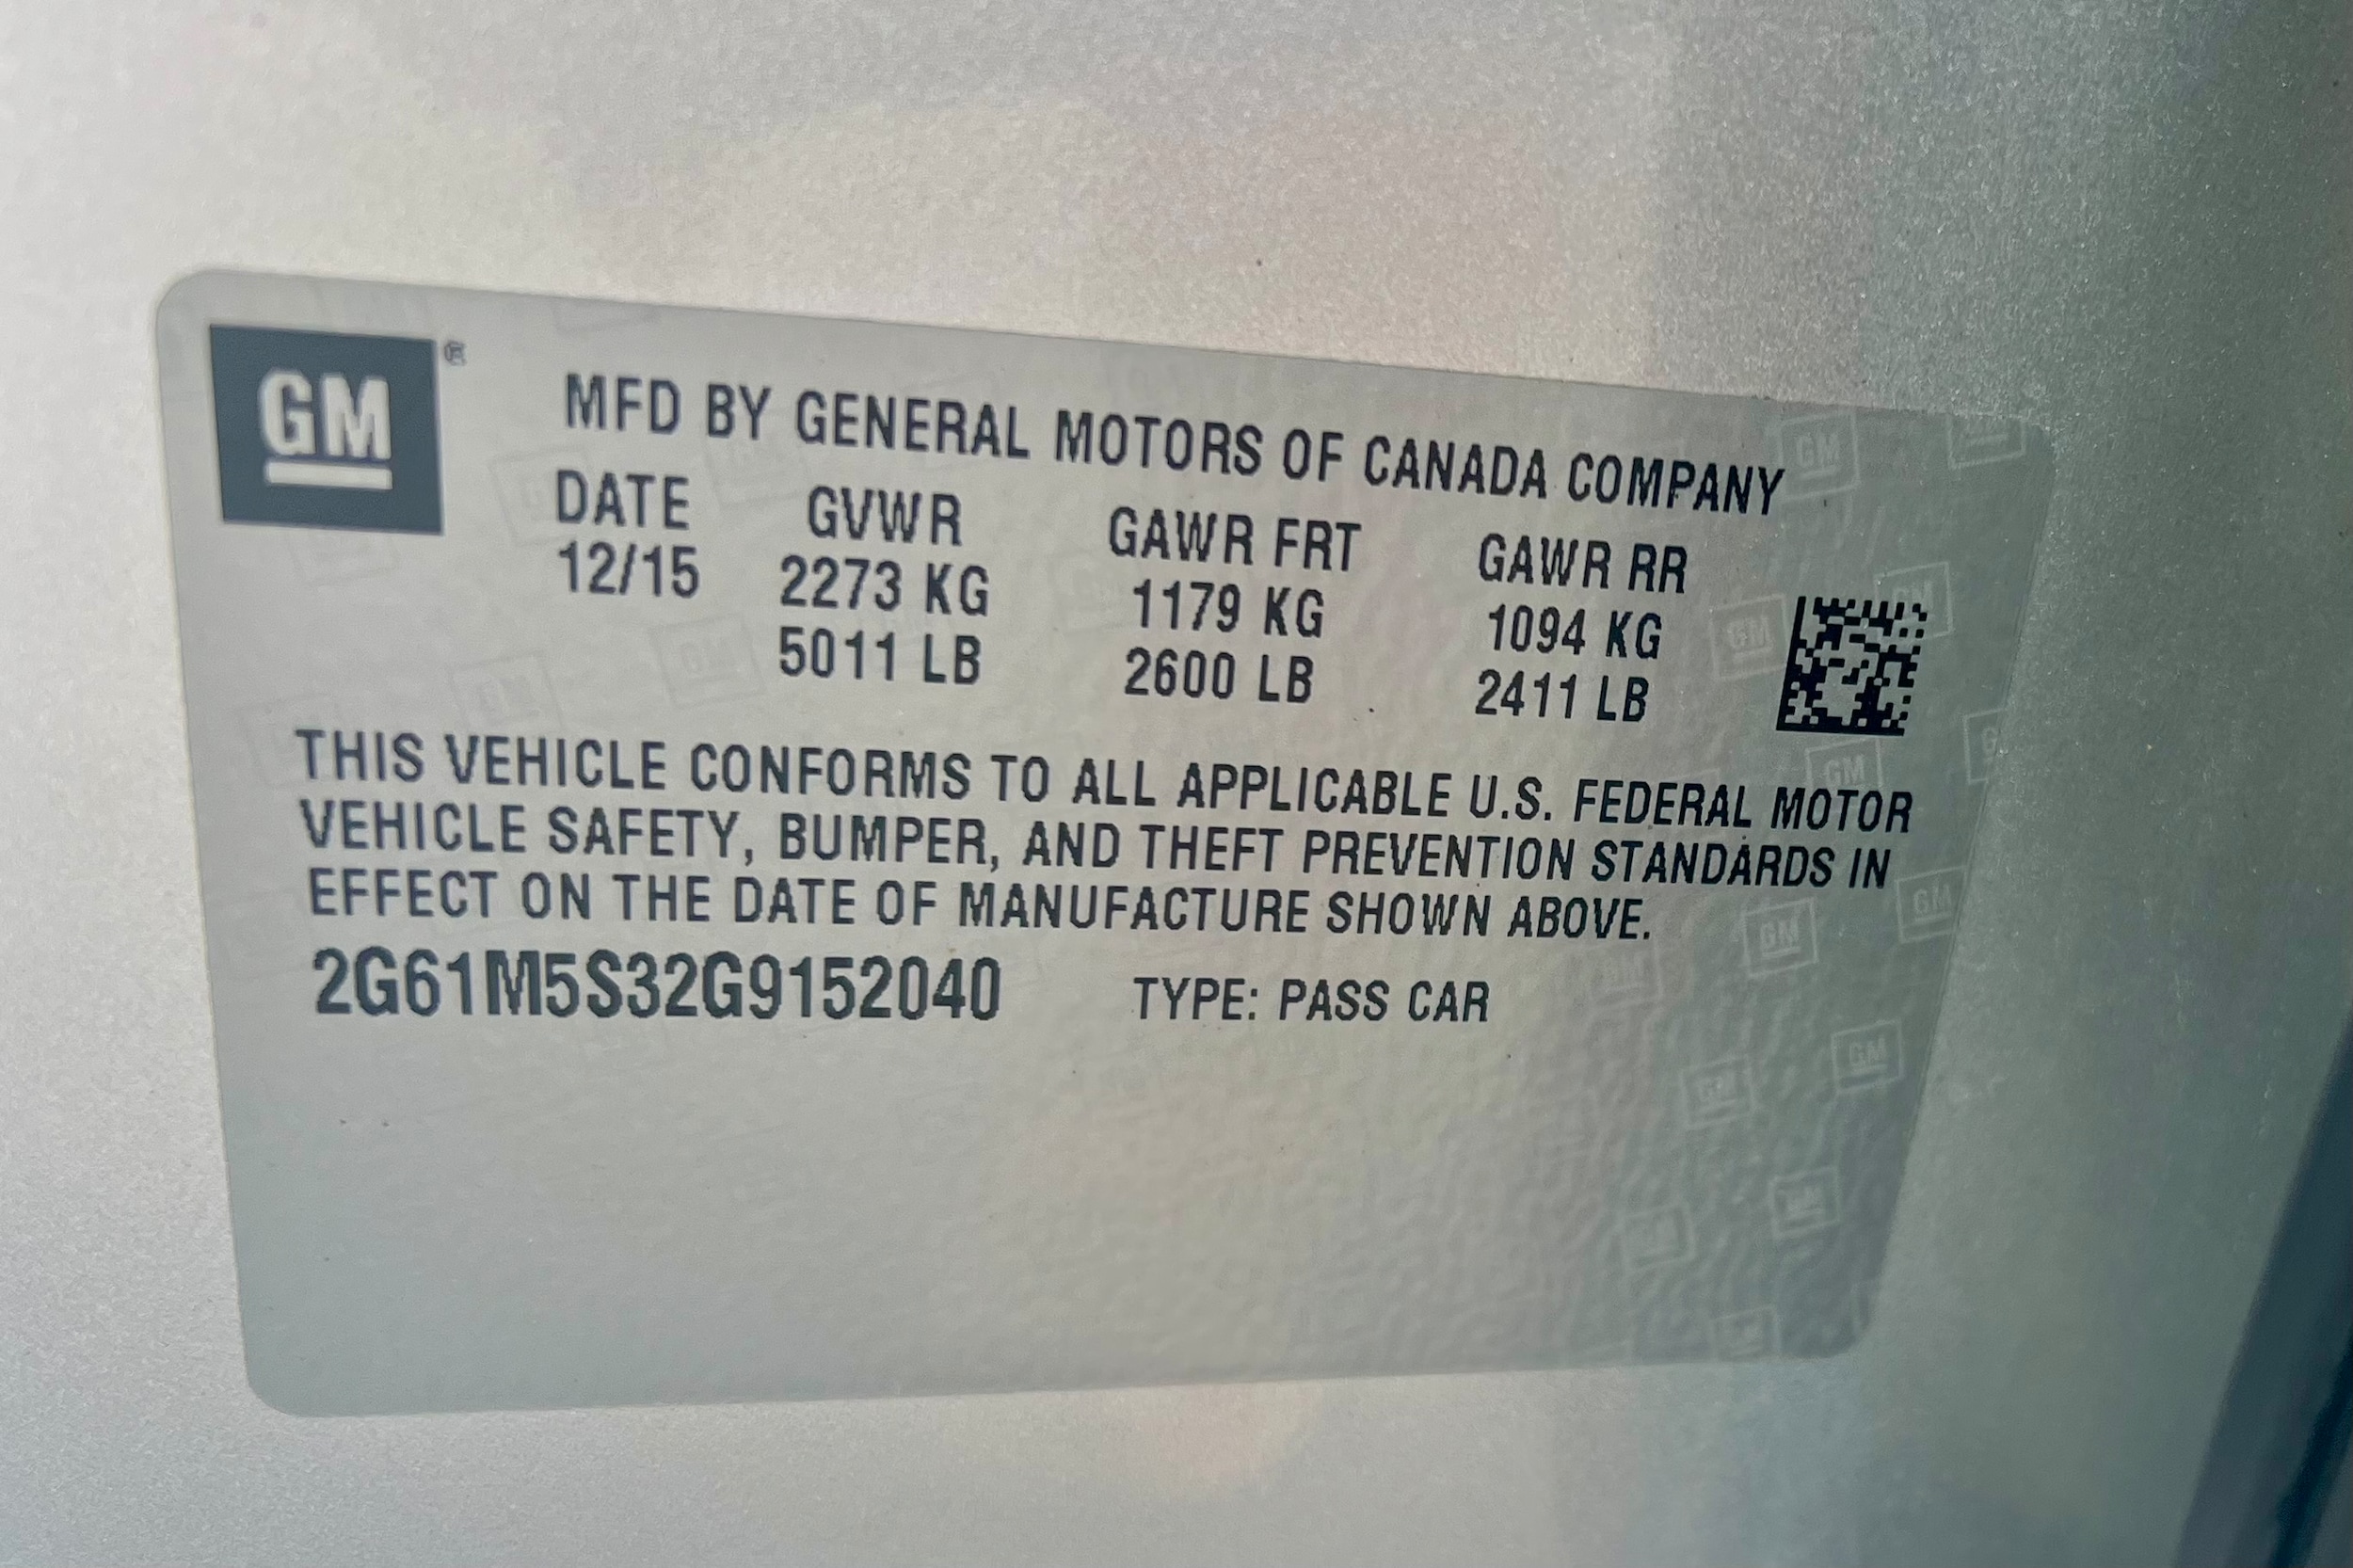 GM®
MFD BY GENERAL MOTORS OF CANADA COMPANY
DATE GVWR GAWR FRT GAWR RR
12/15 2273 KG 1179 KG 1094 KG
5011 LB 2600 LB 2411 LB
THIS VEHICLE CONFORMS TO ALL APPLICABLE U.S. FEDERAL MOTOR
VEHICLE SAFETY, BUMPER, AND THEFT PREVENTION STANDARDS IN
EFFECT ON THE DATE OF MANUFACTURE SHOWN ABOVE.
2G61M5S32G9152040 TYPE: PASS CAR